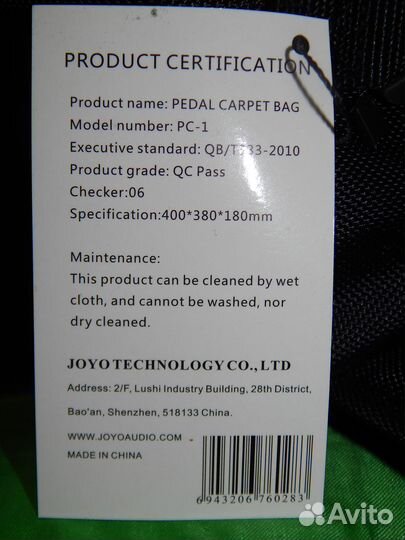 PRODUCT CERTIFICATION
Product name: PEDAL CARPET BAG
Model number: PC-1
Executive standard: QB/T1333-2010
Product grade: QC Pass
Checker:06
Specification:400*380*180mm
Maintenance:
This product can be cleaned by wet
cloth, and cannot be washed, nor
dry cleaned.
JOYO TECHNOLOGY CO., LTD
Address: 2/F, Lushi Industry Building, 28th District,
Bao'an, Shenzhen, 518133 China.
WWW.JOYOAUDIO.COM
MADE IN CHINA
6943206760283
Avito